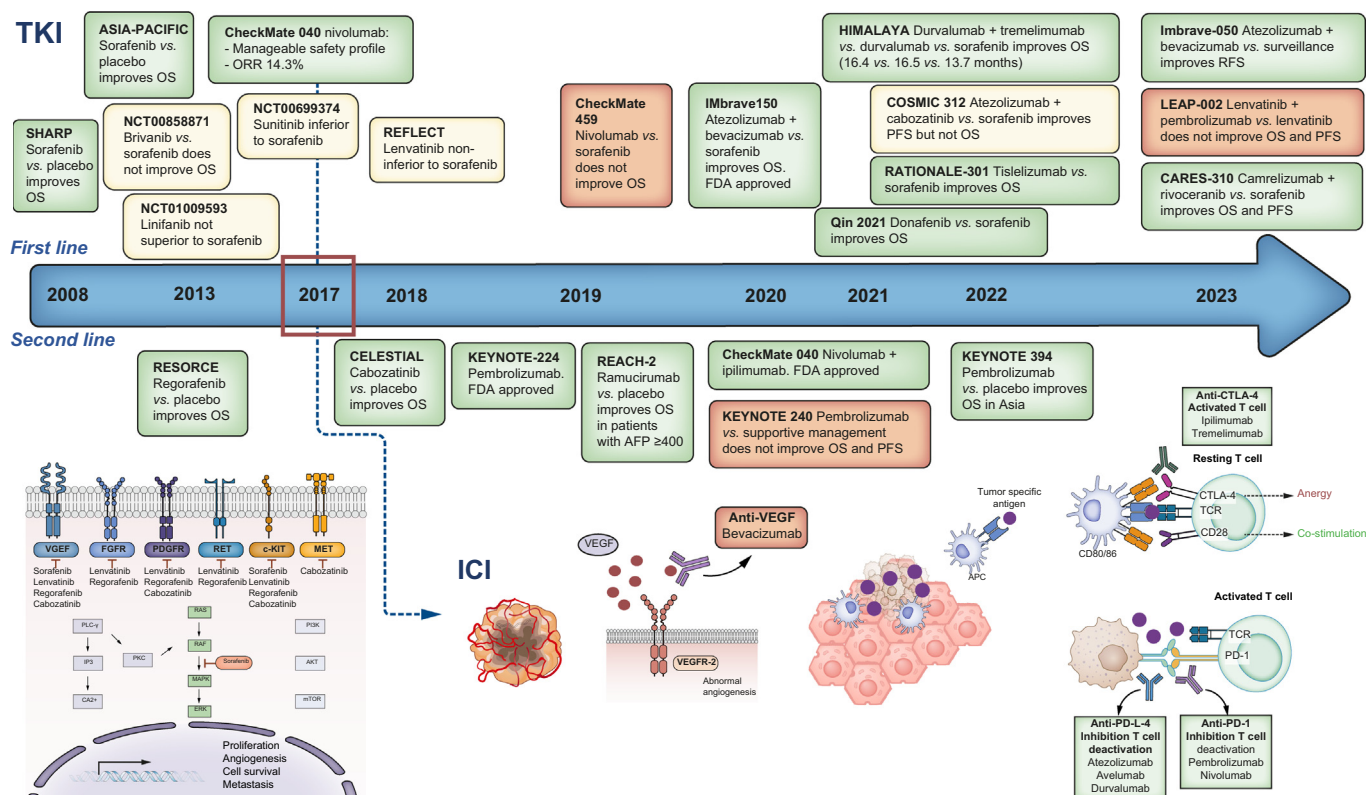 TKI
ASIA-PACIFIC
Sorafenib vs.
placebo
improves OS
CheckMate 040 nivolumab:
- Manageable safety profile
- ORR 14.3%
HIMALAYA Durvalumab + tremelimumab
vs. durvalumab vs. sorafenib improves OS
(16.4 vs. 16.5 vs. 13.7 months)
Imbrave-050 Atezolizumab +
bevacizumab vs. surveillance
improves RFS
SHARP
Sorafenib
vs. placebo
improves
OS
NCT00858871
Brivanib vs.
sorafenib does
not improve OS
NCT00699374
Sunitinib inferior
to sorafenib
REFLECT
Lenvatinib non-
inferior to sorafenib
CheckMate
459
Nivolumab vs.
sorafenib
does not
improve OS
IMbrave150
Atezolizumab +
bevacizumab vs.
sorafenib
improves OS.
FDA approved
COSMIC 312 Atezolizumab +
cabozatinib vs. sorafenib improves
PFS but not OS
LEAP-002 Lenvatinib +
pembrolizumab vs. lenvatinib
does not improve OS and PFS
RATIONALE-301 Tislelizumab vs.
sorafenib improves OS
CARES-310 Camrelizumab +
rivoceranib vs. sorafenib
improves OS and PFS
NCT01009593
Linifanib not
superior to sorafenib
Qin 2021 Donafenib vs. sorafenib
improves OS
First line
2008
2013
2017
2018
2019
2020
2021
2022
2023
Second line
RESORCE
Regorafenib
vs. placebo
improves OS
CELESTIAL
Cabozatinib
vs. placebo
improves OS
KEYNOTE-224
Pembrolizumab.
FDA approved
REACH-2
Ramucirumab
vs. placebo
improves OS
in patients
with AFP ≥400
CheckMate 040 Nivolumab +
ipilimumab. FDA approved
KEYNOTE 240 Pembrolizumab
vs. supportive management
does not improve OS and PFS
KEYNOTE 394
Pembrolizumab
vs. placebo improves
OS in Asia
VGEF
FGFR
PDGFR
RET
c-KIT
MET
Sorafenib
Lenvatinib
Regorafenib
Cabozatinib
Lenvatinib
Regorafenib
Lenvatinib
Regorafenib
Cabozatinib
Lenvatinib
Regorafenib
Sorafenib
Lenvatinib
Regorafenib
Cabozatinib
Cabozatinib
PLC-γ
IP3
CA2+
PKC
RAS
RAF
Sorafenib
MAPK
ERK
PI3K
AKT
mTOR
Proliferation
Angiogenesis
Cell survival
Metastasis
ICI
VEGF
Anti-VEGF
Bevacizumab
VEGFR-2
Abnormal
angiogenesis
Tumor specific
antigen
APC
Anti-CTLA-4
Activated T cell
Ipilimumab
Tremelimumab
Resting T cell
CTLA-4
TCR
CD28
CD80/86
Anergy
Co-stimulation
Activated T cell
TCR
PD-1
Anti-PD-L-4
Inhibition T cell
deactivation
Atezolizumab
Avelumab
Durvalumab
Anti-PD-1
Inhibition T cell
deactivation
Pembrolizumab
Nivolumab